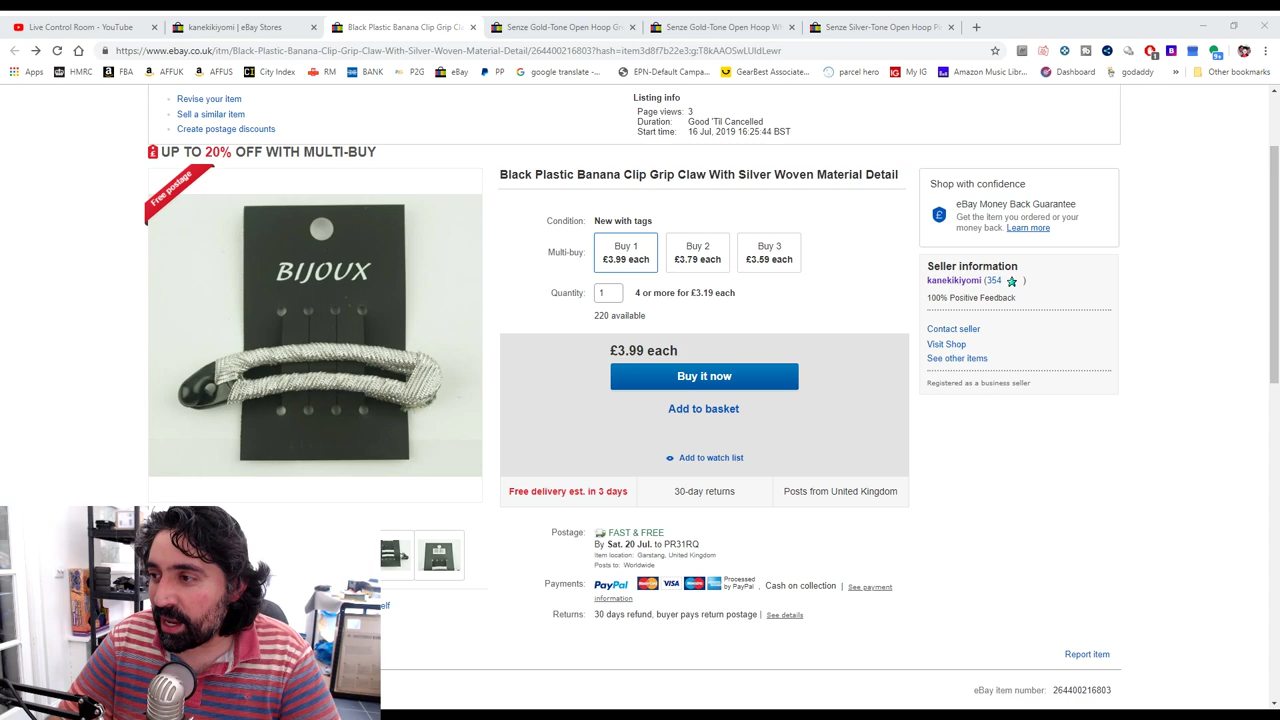 Live Control Room - YouTube
kanekikiyomi | eBay Stores
Black Plastic Banana Clip Grip Cla
Senze Gold-Tone Open Hoop Gr
Senze Gold-Tone Open Hoop W
Senze Silver-Tone Open Hoop P
https://www.ebay.co.uk/itm/Black-Plastic-Banana-Clip-Grip-Claw-With-Silver-Woven-Material-Detail/264400216803?hash=item3d8f7b22e3:g:T8kAAOSwLUIdLewr
Apps HMRC FBA AFFUK AFFUS City Index RM BANK P2G eBay PP google translate -... EPN-Default Campa... GearBest Associate... parcel hero My IG Amazon Music Libr... Dashboard godaddy » Other bookmarks
Revise your item
Sell a similar item
Create postage discounts
Listing info
Page views: 3
Duration: Good 'Til Cancelled
Start time: 16 Jul, 2019 16:25:44 BST
UP TO 20% OFF WITH MULTI-BUY
Free postage
BIJOUX
Black Plastic Banana Clip Grip Claw With Silver Woven Material Detail
Condition: New with tags
Multi-buy:
Buy 1
£3.99 each
Buy 2
£3.79 each
Buy 3
£3.59 each
Quantity: 1 4 or more for £3.19 each
220 available
£3.99 each
Buy it now
Add to basket
Add to watch list
Free delivery est. in 3 days
30-day returns
Posts from United Kingdom
Postage: FAST & FREE
By Sat. 20 Jul. to PR31RQ
Item location: Garstang, United Kingdom
Posts to: Worldwide
Payments: PayPal VISA Processed by PayPal , Cash on collection | See payment
information
Returns: 30 days refund, buyer pays return postage | See details
Shop with confidence
eBay Money Back Guarantee
Get the item you ordered or your
money back. Learn more
Seller information
kanekikiyomi (354 )
100% Positive Feedback
Contact seller
Visit Shop
See other items
Registered as a business seller
elf
Report item
eBay item number: 264400216803